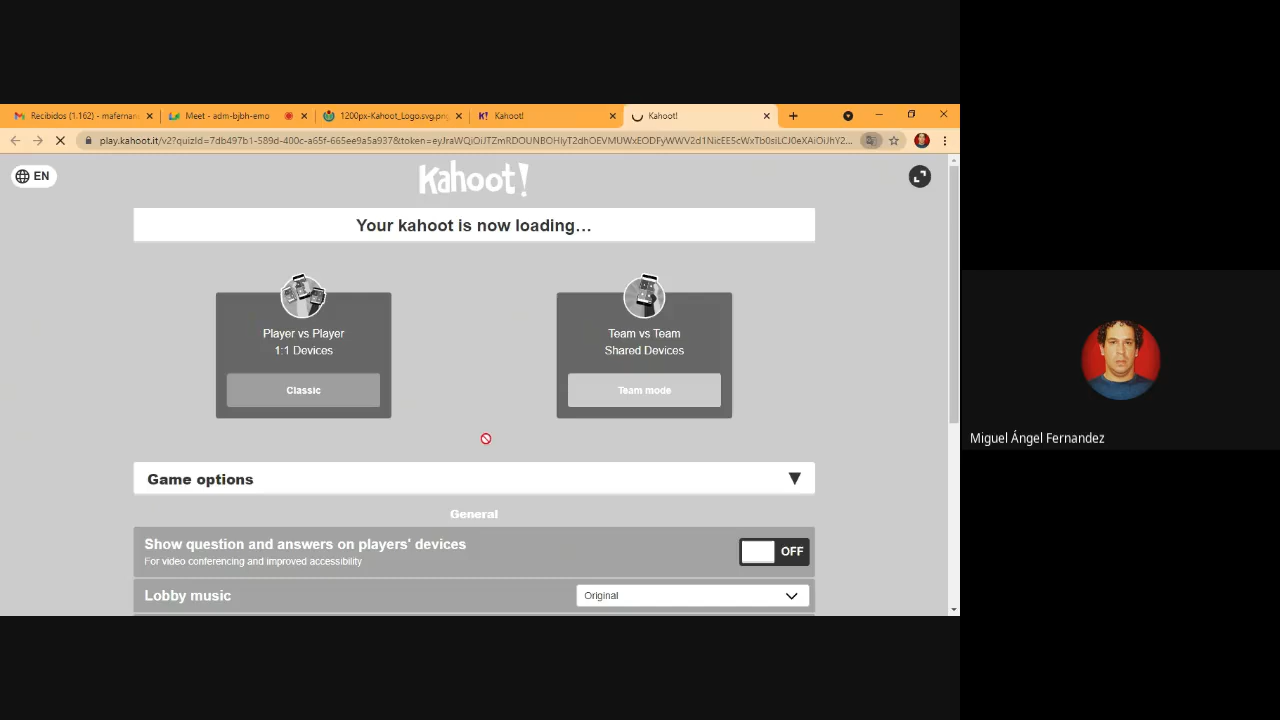 Recibidos (1.162) - mafernan
Meet - adm-bjbh-emo
1200px-Kahoot_Logo.svg.png
Kahoot!
Kahoot!
play.kahoot.it/v2?quizId=7db497b1-589d-400c-a65f-665ee9a5a937&token=eyJraWQiOiJTZmRDOUNBOHlyT2dhOEVMUWxEODFyWWV2d1NicEE5cWxTb0siLCJ0eXAiOiJhY2...
EN
Kahoot!
Your kahoot is now loading…
Player vs Player
1:1 Devices
Classic
Team vs Team
Shared Devices
Team mode
Miguel Ángel Fernandez
Game options
General
Show question and answers on players' devices
For video conferencing and improved accessibility
OFF
Lobby music
Original